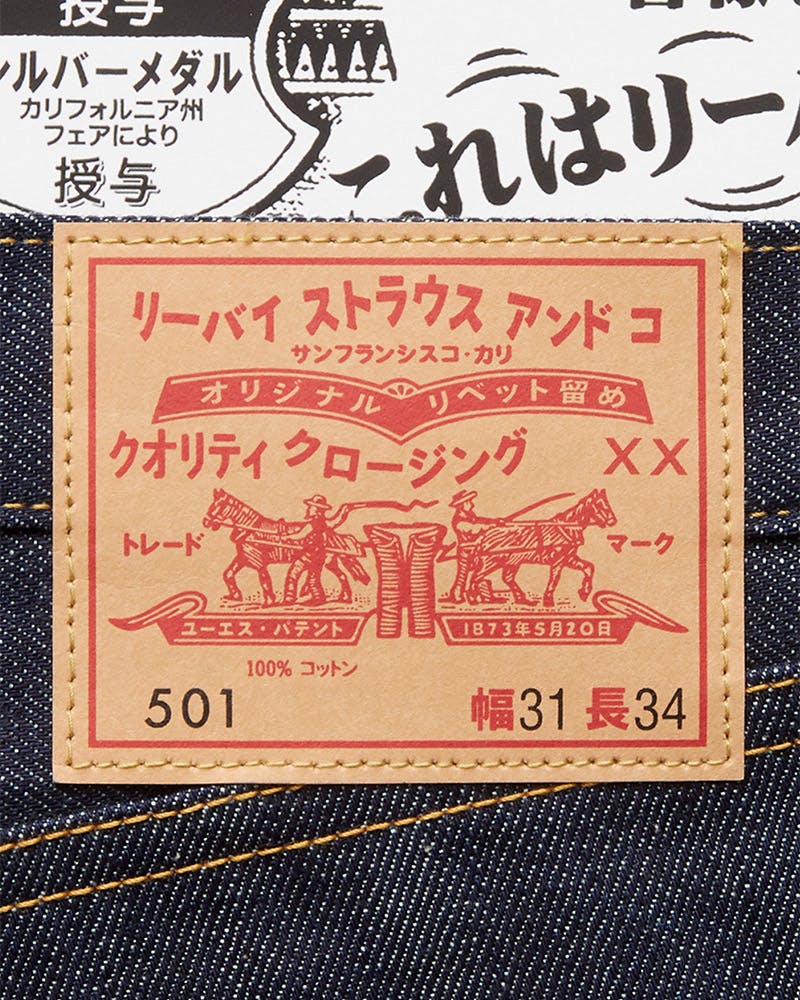 授与
シルバーメダル
カリフォルニア州
フェアにより
授与
これはリー
リーバイ ストラウス アンド コ
サンフランシスコ・カリ
オリジナル リベット留め
クオリティ クロージング XX
トレード マーク
ユーエス・パテント 1873年5月20日
100% コットン
501 幅31 長34